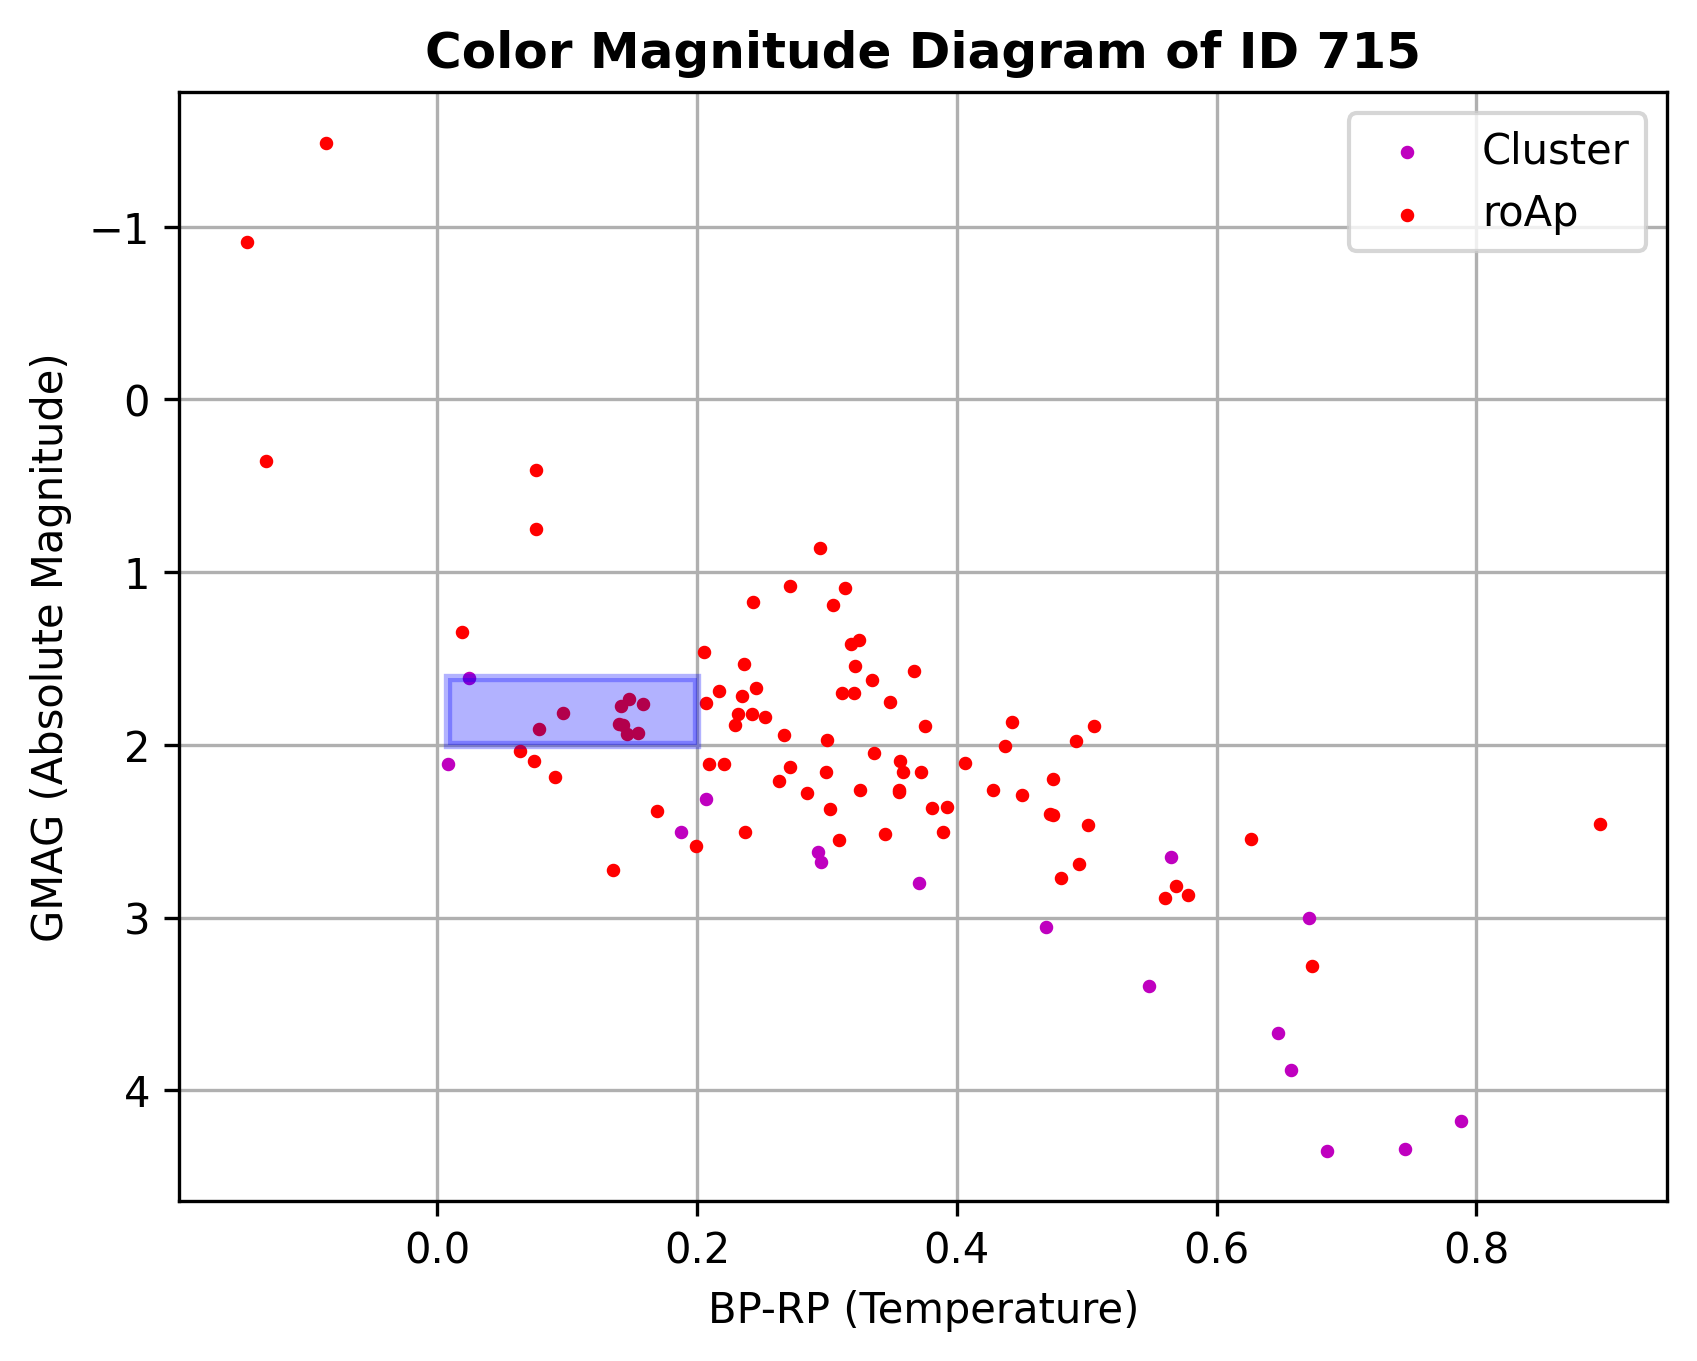 Color Magnitude Diagram of ID 715
Cluster
roAp
GMAG (Absolute Magnitude)
−1
0
1
2
3
4
0.0 0.2 0.4 0.6 0.8
BP-RP (Temperature)